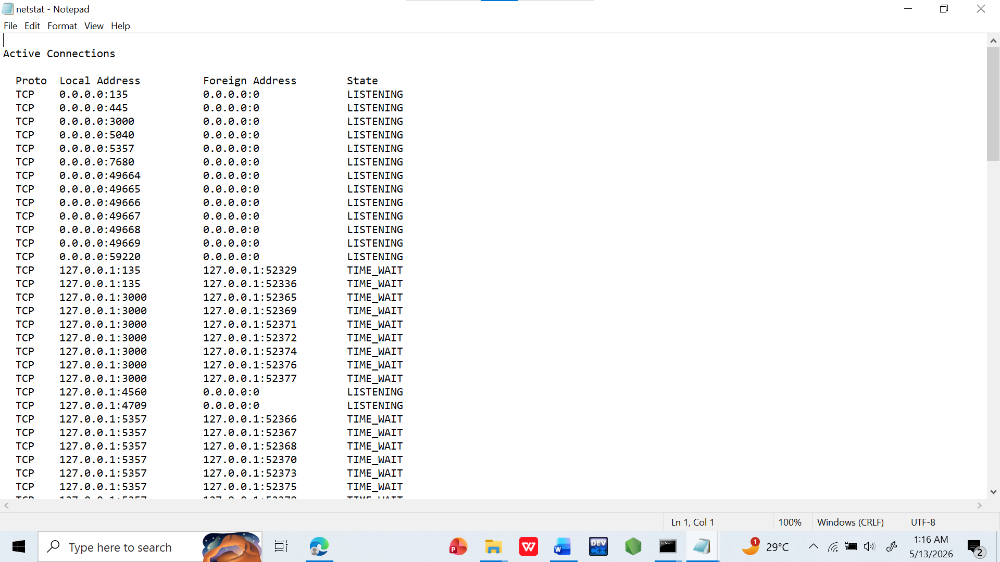 netstat - Notepad
File Edit Format View Help
Active Connections
Proto Local Address Foreign Address State
TCP 0.0.0.0:135 0.0.0.0:0 LISTENING
TCP 0.0.0.0:445 0.0.0.0:0 LISTENING
TCP 0.0.0.0:3000 0.0.0.0:0 LISTENING
TCP 0.0.0.0:5040 0.0.0.0:0 LISTENING
TCP 0.0.0.0:5357 0.0.0.0:0 LISTENING
TCP 0.0.0.0:7680 0.0.0.0:0 LISTENING
TCP 0.0.0.0:49664 0.0.0.0:0 LISTENING
TCP 0.0.0.0:49665 0.0.0.0:0 LISTENING
TCP 0.0.0.0:49666 0.0.0.0:0 LISTENING
TCP 0.0.0.0:49667 0.0.0.0:0 LISTENING
TCP 0.0.0.0:49668 0.0.0.0:0 LISTENING
TCP 0.0.0.0:49669 0.0.0.0:0 LISTENING
TCP 0.0.0.0:59220 0.0.0.0:0 LISTENING
TCP 127.0.0.1:135 127.0.0.1:52329 TIME_WAIT
TCP 127.0.0.1:135 127.0.0.1:52336 TIME_WAIT
TCP 127.0.0.1:3000 127.0.0.1:52365 TIME_WAIT
TCP 127.0.0.1:3000 127.0.0.1:52369 TIME_WAIT
TCP 127.0.0.1:3000 127.0.0.1:52371 TIME_WAIT
TCP 127.0.0.1:3000 127.0.0.1:52372 TIME_WAIT
TCP 127.0.0.1:3000 127.0.0.1:52374 TIME_WAIT
TCP 127.0.0.1:3000 127.0.0.1:52376 TIME_WAIT
TCP 127.0.0.1:3000 127.0.0.1:52377 TIME_WAIT
TCP 127.0.0.1:4560 0.0.0.0:0 LISTENING
TCP 127.0.0.1:4709 0.0.0.0:0 LISTENING
TCP 127.0.0.1:5357 127.0.0.1:52366 TIME_WAIT
TCP 127.0.0.1:5357 127.0.0.1:52367 TIME_WAIT
TCP 127.0.0.1:5357 127.0.0.1:52368 TIME_WAIT
TCP 127.0.0.1:5357 127.0.0.1:52370 TIME_WAIT
TCP 127.0.0.1:5357 127.0.0.1:52373 TIME_WAIT
TCP 127.0.0.1:5357 127.0.0.1:52375 TIME_WAIT
Ln 1, Col 1 100% Windows (CRLF) UTF-8
Type here to search
P
W
W
DEV
C++
1
29°C
1:16 AM
5/13/2026
2